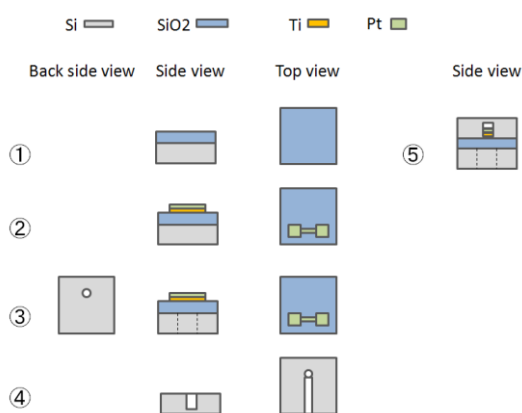 Si SiO2 Ti Pt
Back side view Side view Top view Side view
① ⑤
②
③
④